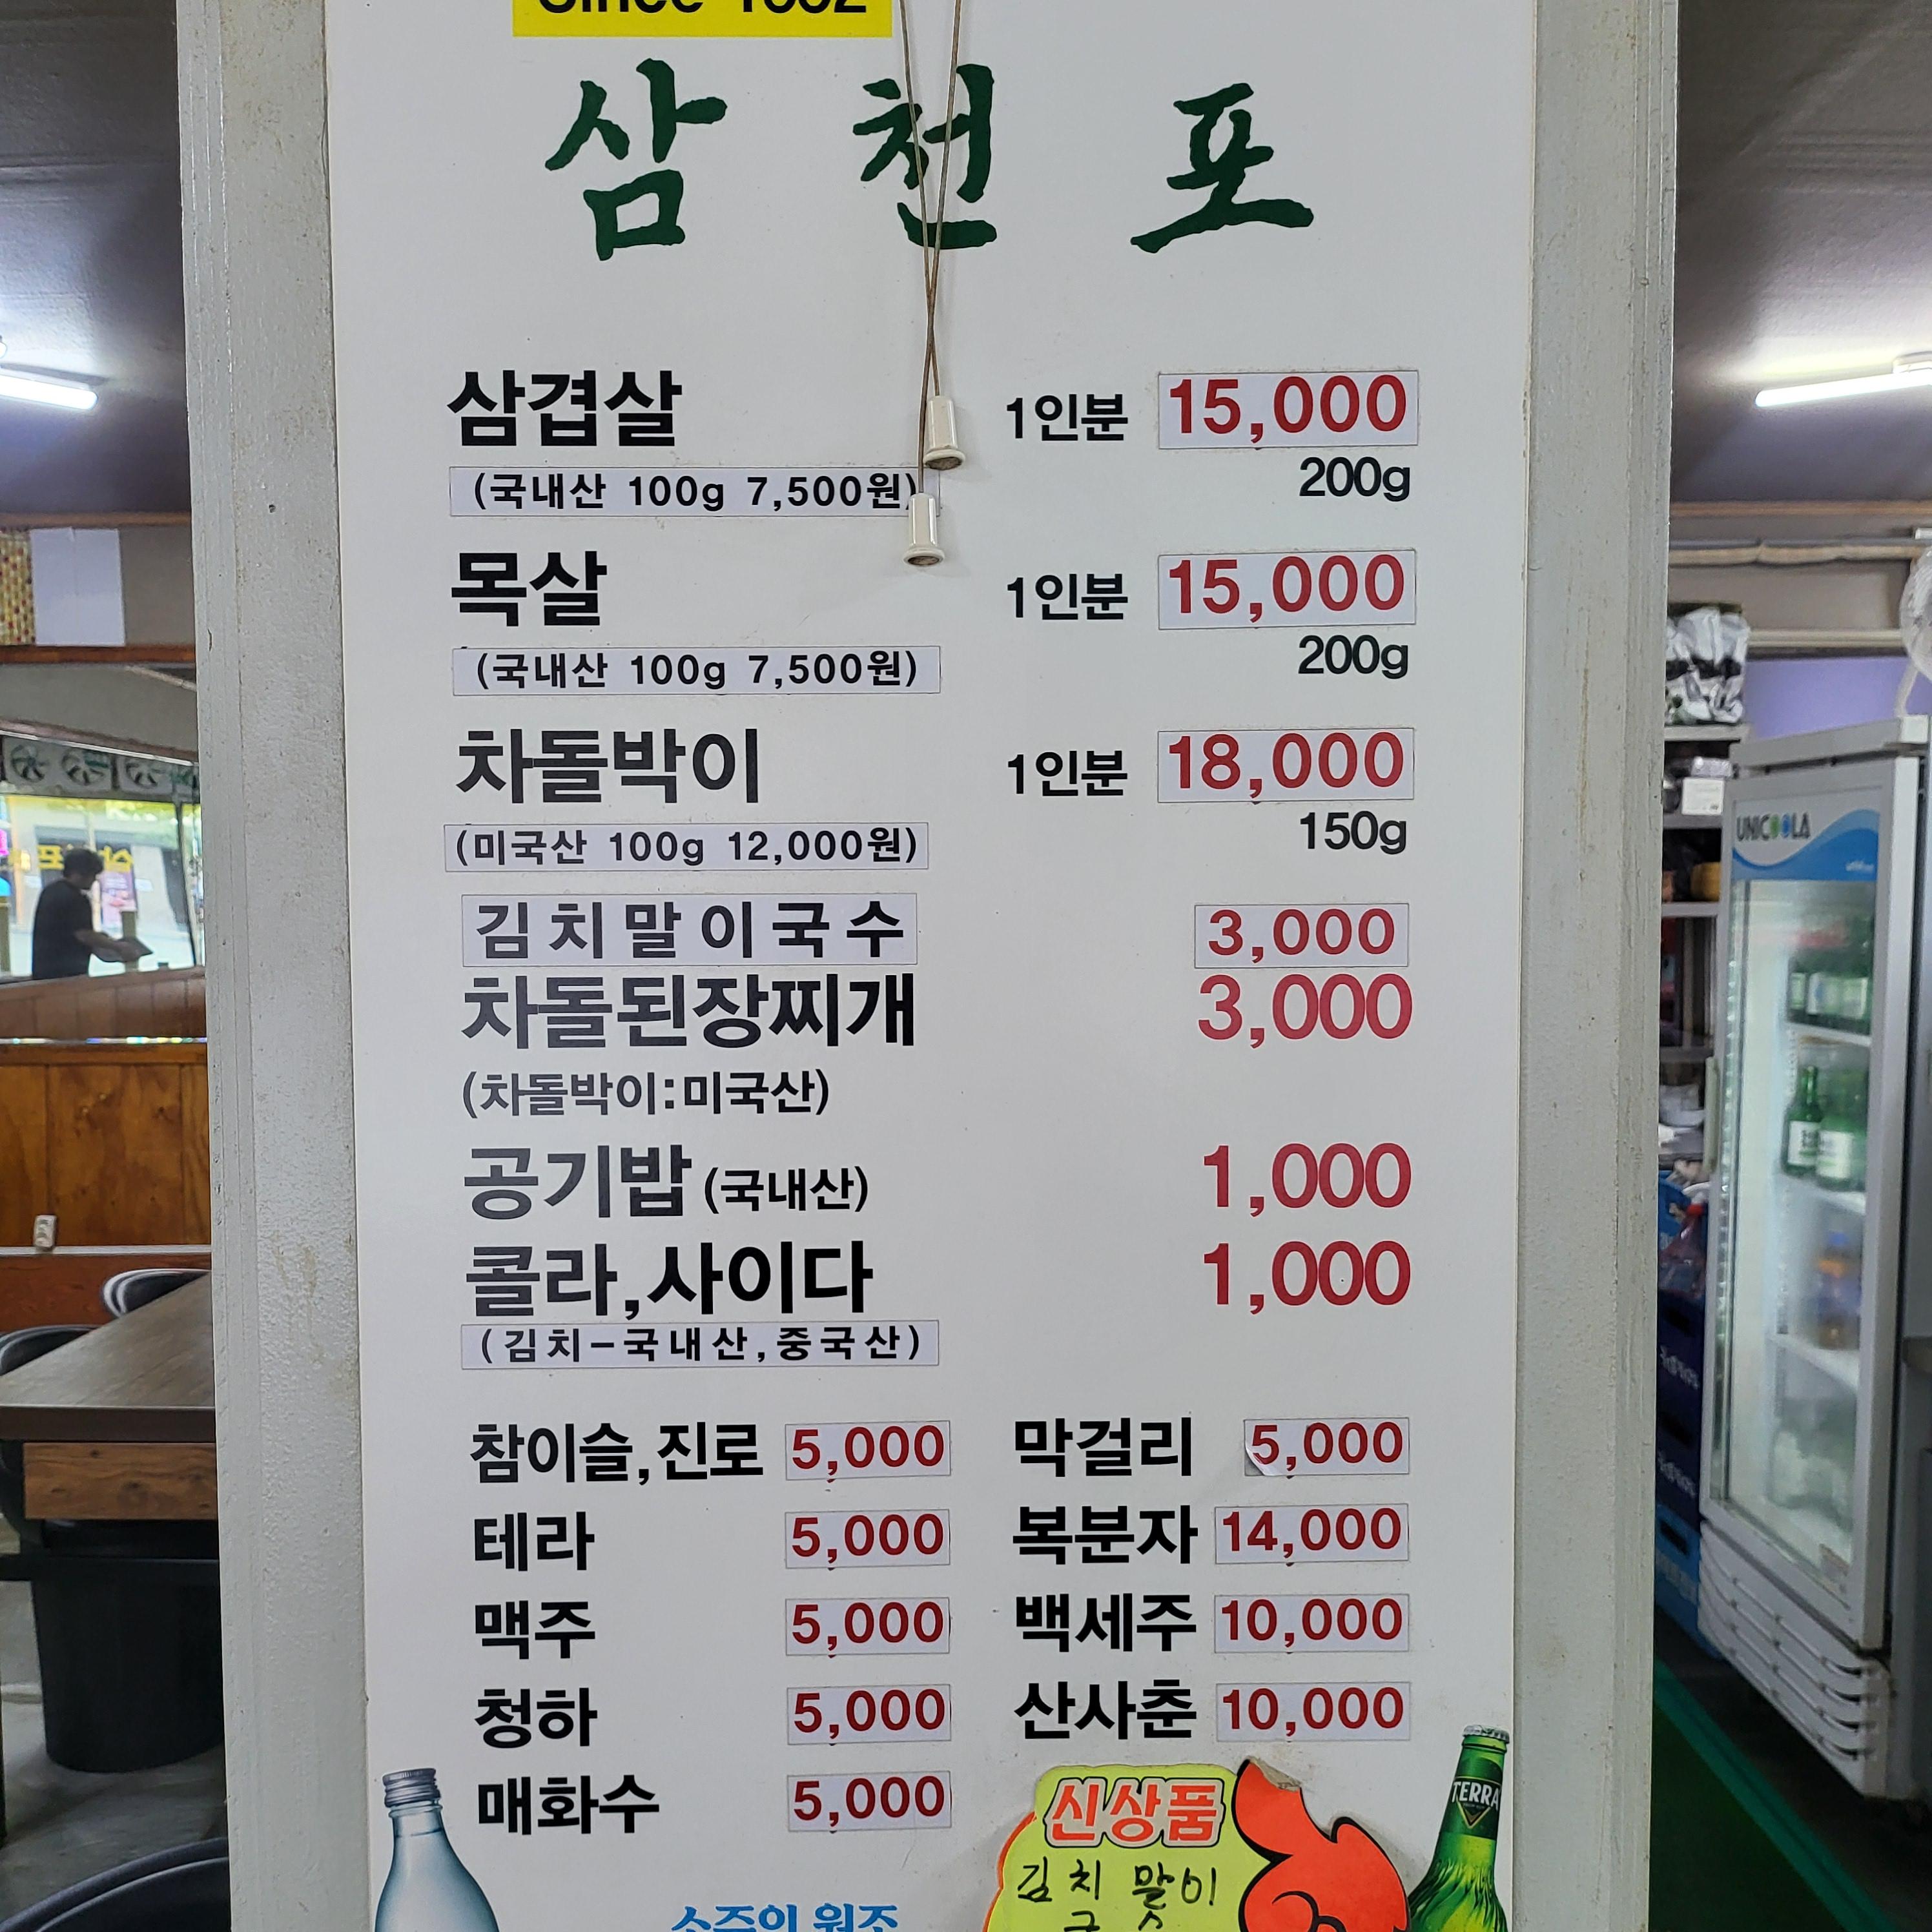 삼천포
삼겹살 1인분 15,000
(국내산 100g 7,500원) 200g
목살 1인분 15,000
(국내산 100g 7,500원) 200g
차돌박이 1인분 18,000
(미국산 100g 12,000원) 150g
김치말이국수 3,000
차돌된장찌개 3,000
(차돌박이:미국산)
공기밥(국내산) 1,000
콜라,사이다 1,000
(김치-국내산,중국산)
참이슬,진로 5,000 막걸리 5,000
테라 5,000 복분자 14,000
맥주 5,000 백세주 10,000
청하 5,000 산사춘 10,000
매화수 5,000
신상품
김치 말이
소주의 원조
TERRA
UNICOOLA